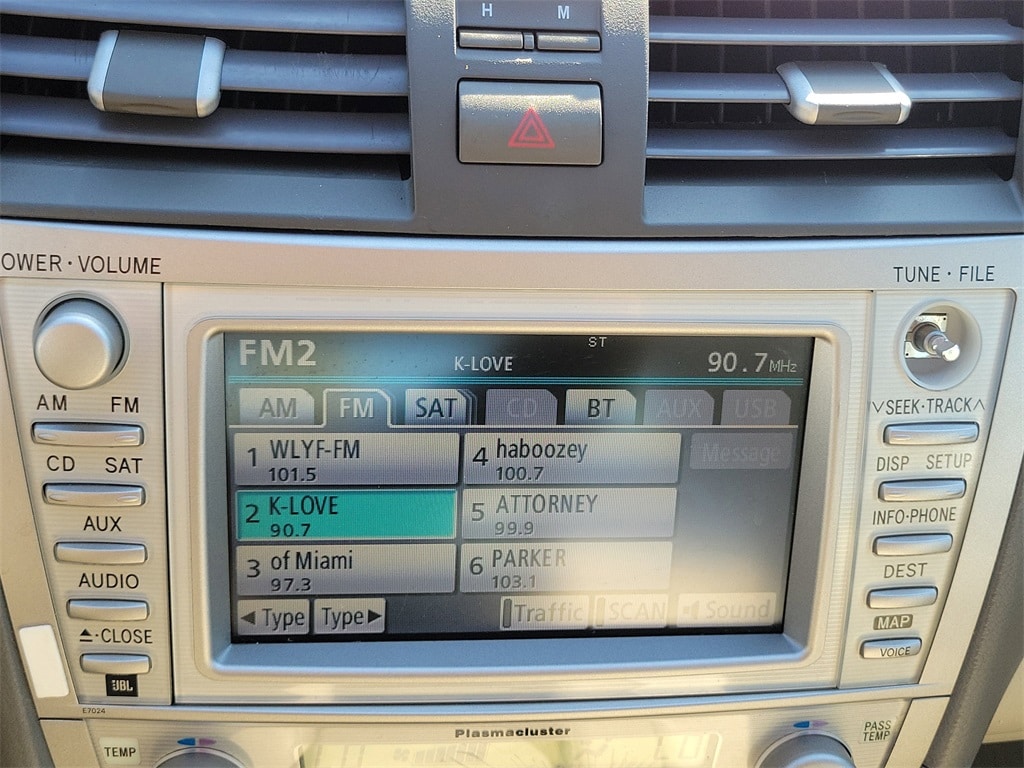 H M
OWER·VOLUME
TUNE·FILE
FM2 K-LOVE ST 90.7MHz
AM FM SAT CD BT AUX USB
1 WLYF-FM 101.5
4 haboozey 100.7
Message
2 K-LOVE 90.7
5 ATTORNEY 99.9
3 of Miami 97.3
6 PARKER 103.1
◄ Type Type► Traffic SCAN Sound
AM FM
CD SAT
AUX
AUDIO
⏏·CLOSE
JBL
E7024
∨SEEK·TRACK∧
DISP SETUP
INFO·PHONE
DEST
MAP
VOICE
Plasmacluster
TEMP
PASS
TEMP